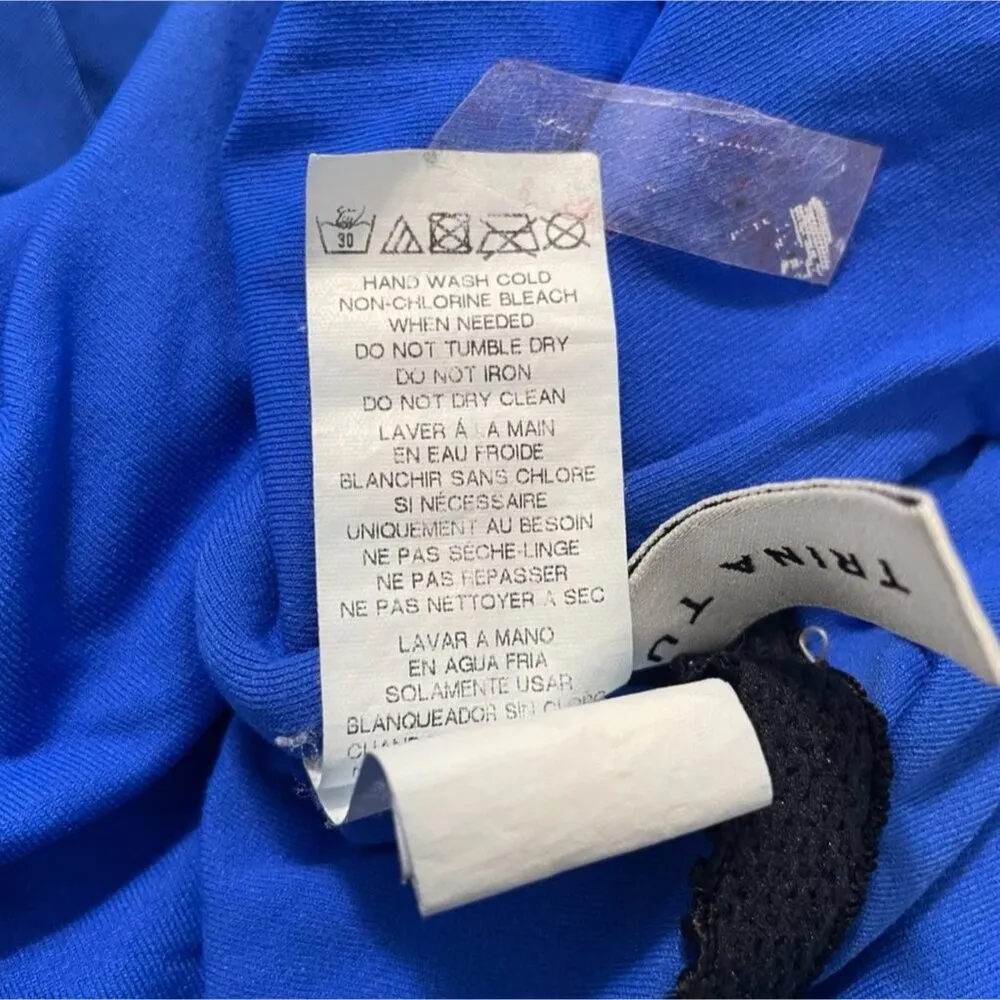 30
HAND WASH COLD
NON-CHLORINE BLEACH
WHEN NEEDED
DO NOT TUMBLE DRY
DO NOT IRON
DO NOT DRY CLEAN
LAVER À LA MAIN
EN EAU FROIDE
BLANCHIR SANS CHLORE
SI NÉCESSAIRE
UNIQUEMENT AU BESOIN
NE PAS SÈCHE-LINGE
NE PAS REPASSER
NE PAS NETTOYER A SEC
LAVAR A MANO
EN AGUA FRIA
SOLAMENTE USAR
BLANQUEADOR SIN
TRINA
TU